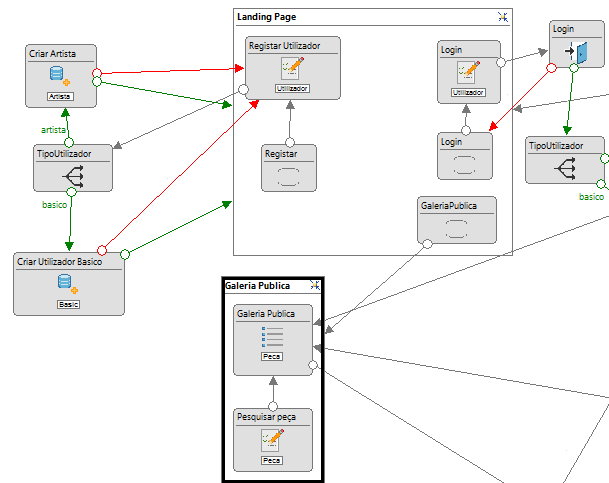 Landing Page
Criar Artista
Artista
Registar Utilizador
Utilizador
Login
Utilizador
Login
artista
TipoUtilizador
basico
Registar
Login
TipoUtilizador
basico
GaleriaPublica
Criar Utilizador Basico
Basic
Galeria Publica
Galeria Publica
Peca
Pesquisar peça
Peca